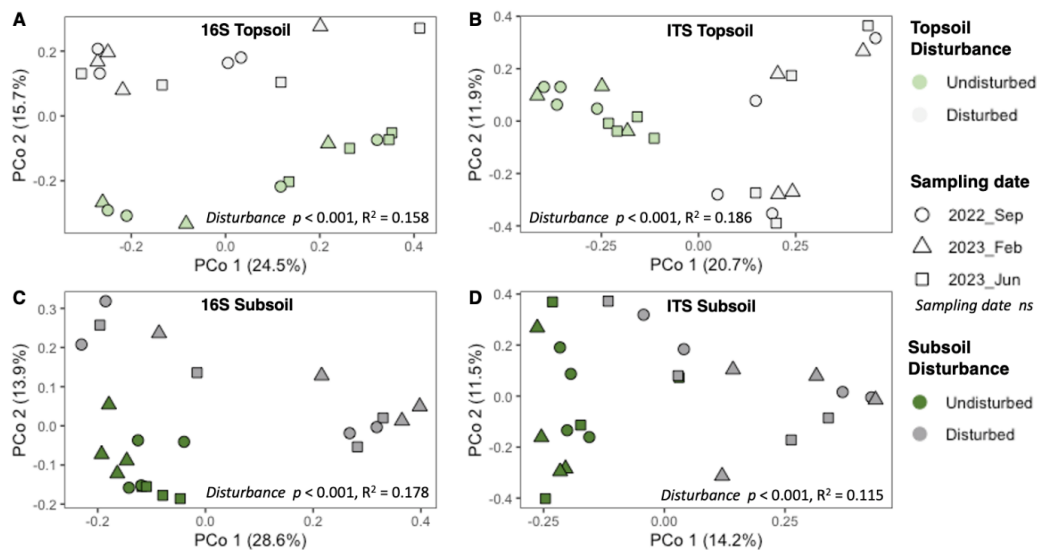 A
16S Topsoil
PCo 2 (15.7%)
0.2
0.0
-0.2
Disturbance p < 0.001, R² = 0.158
-0.2
0.0
0.2
0.4
PCo 1 (24.5%)
B
ITS Topsoil
PCo 2 (11.9%)
0.4
0.2
0.0
-0.2
-0.4
Disturbance p < 0.001, R² = 0.186
-0.25
0.00
0.25
PCo 1 (20.7%)
Topsoil
Disturbance
Undisturbed
Disturbed
Sampling date
2022_Sep
2023_Feb
2023_Jun
Sampling date ns
C
16S Subsoil
PCo 2 (13.9%)
0.3
0.2
0.1
0.0
-0.1
-0.2
Disturbance p < 0.001, R² = 0.178
-0.2
0.0
0.2
0.4
PCo 1 (28.6%)
D
ITS Subsoil
PCo 2 (11.5%)
0.4
0.2
0.0
-0.2
-0.4
Disturbance p < 0.001, R² = 0.115
-0.25
0.00
0.25
PCo 1 (14.2%)
Subsoil
Disturbance
Undisturbed
Disturbed